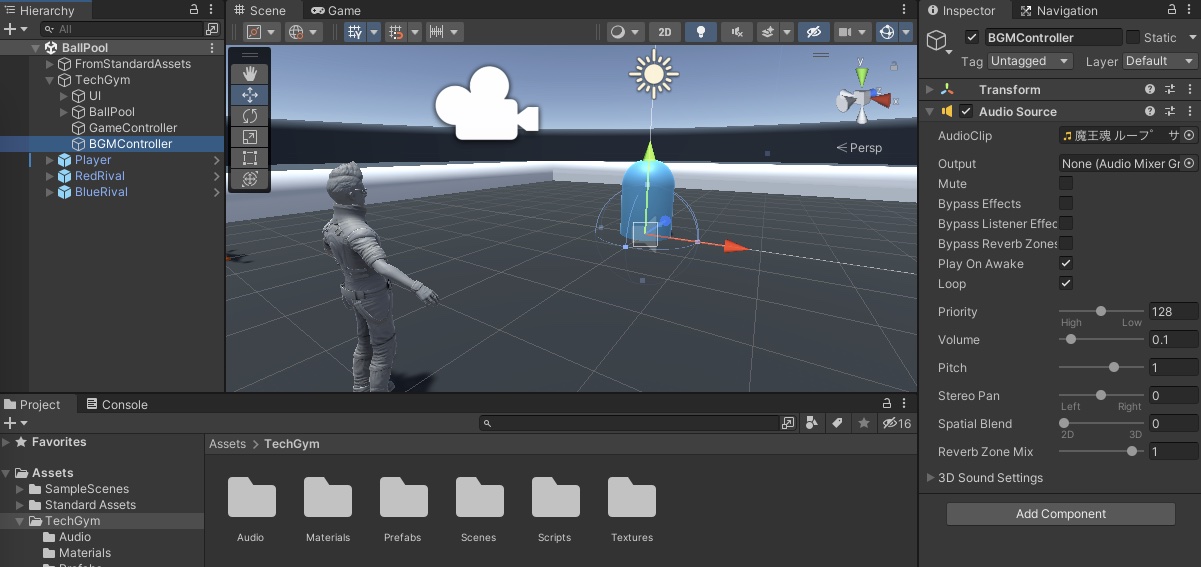 Hierarchy
All
BallPool
FromStandardAssets
TechGym
UI
BallPool
GameController
BGMController
Player
RedRival
BlueRival
Scene
Game
2D
y
z
x
Persp
Inspector
Navigation
BGMController
Static
Tag
Untagged
Layer
Default
Transform
Audio Source
AudioClip
魔王魂 ループ サ
Output
None (Audio Mixer Gr
Mute
Bypass Effects
Bypass Listener Effec
Bypass Reverb Zones
Play On Awake
Loop
Priority
128
High
Low
Volume
0.1
Pitch
1
Stereo Pan
0
Left
Right
Spatial Blend
0
2D
3D
Reverb Zone Mix
1
3D Sound Settings
Add Component
Project
Console
16
Favorites
Assets
SampleScenes
Standard Assets
TechGym
Audio
Materials
Assets > TechGym
Audio
Materials
Prefabs
Scenes
Scripts
Textures